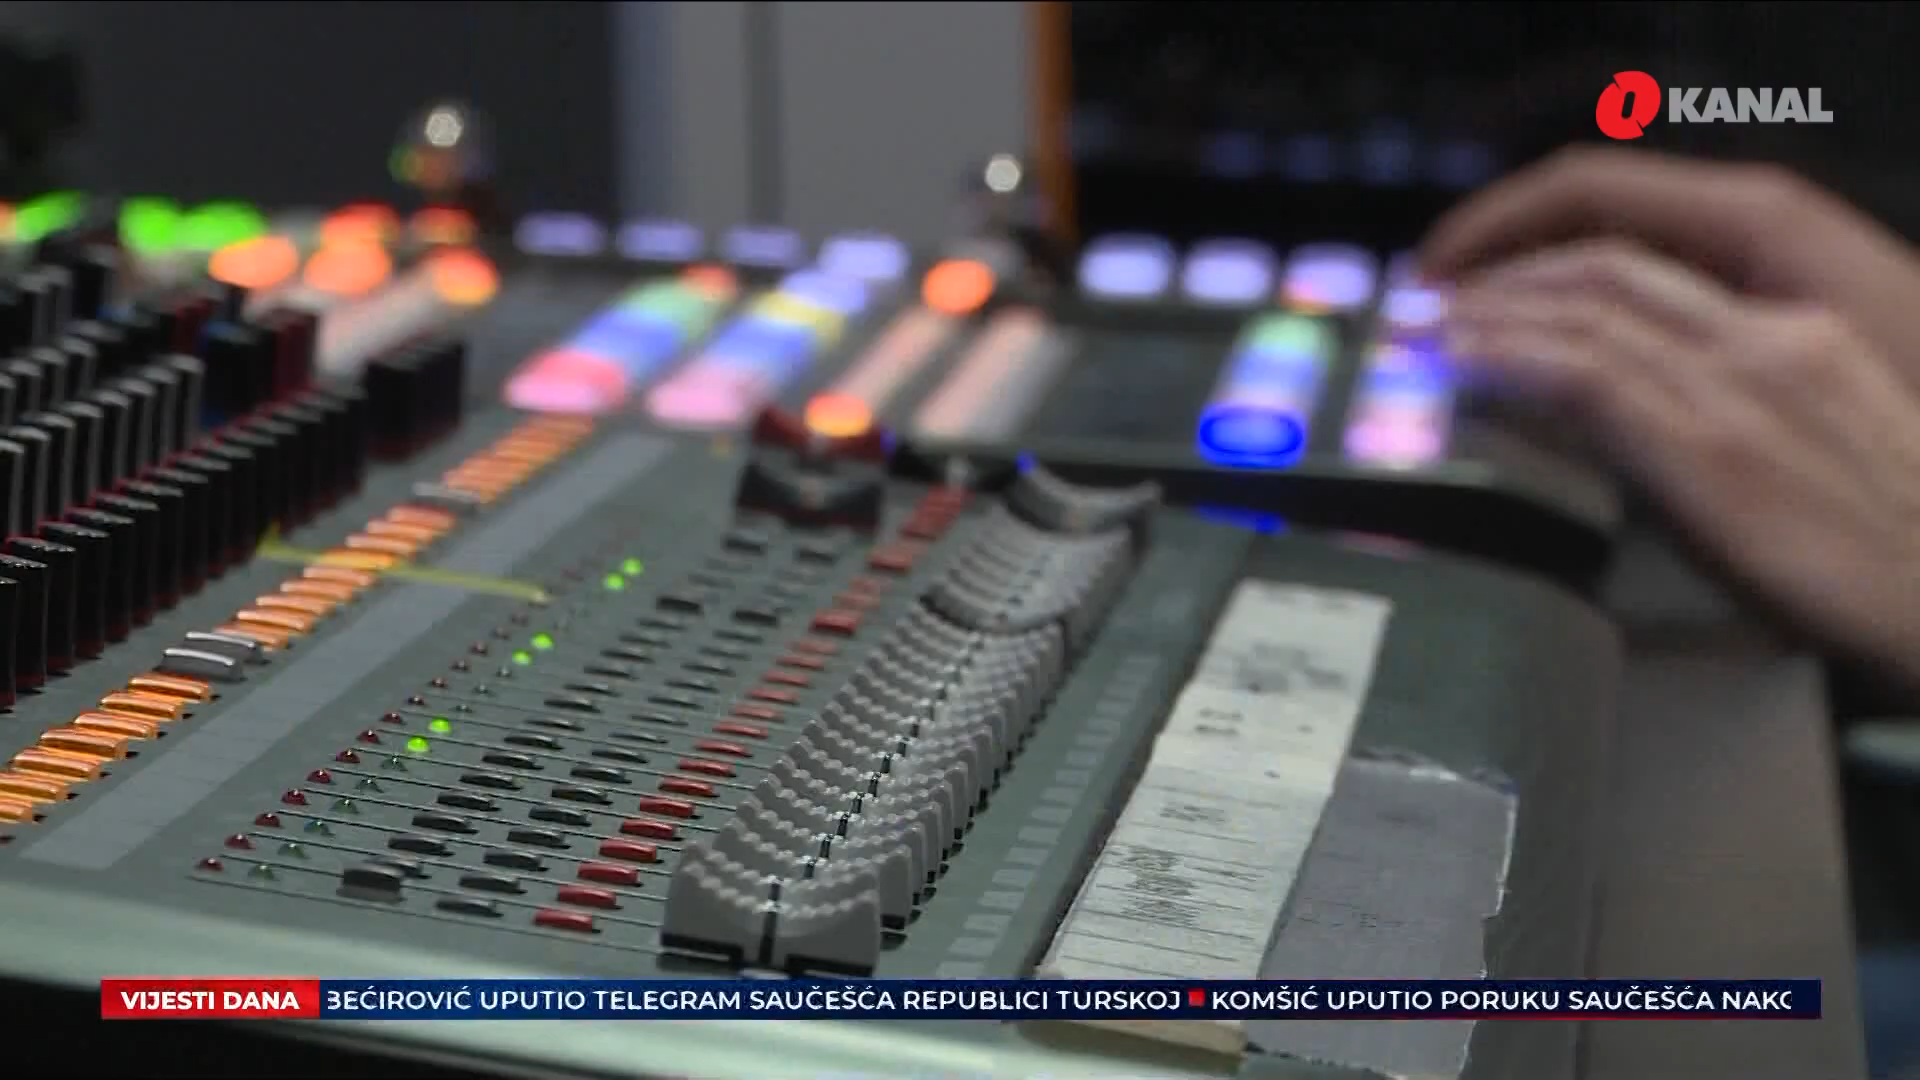 O KANAL
VIJESTI DANA
BEĆIROVIĆ UPUTIO TELEGRAM SAUČEŠĆA REPUBLICI TURSKOJ KOMŠIĆ UPUTIO PORUKU SAUČEŠĆA